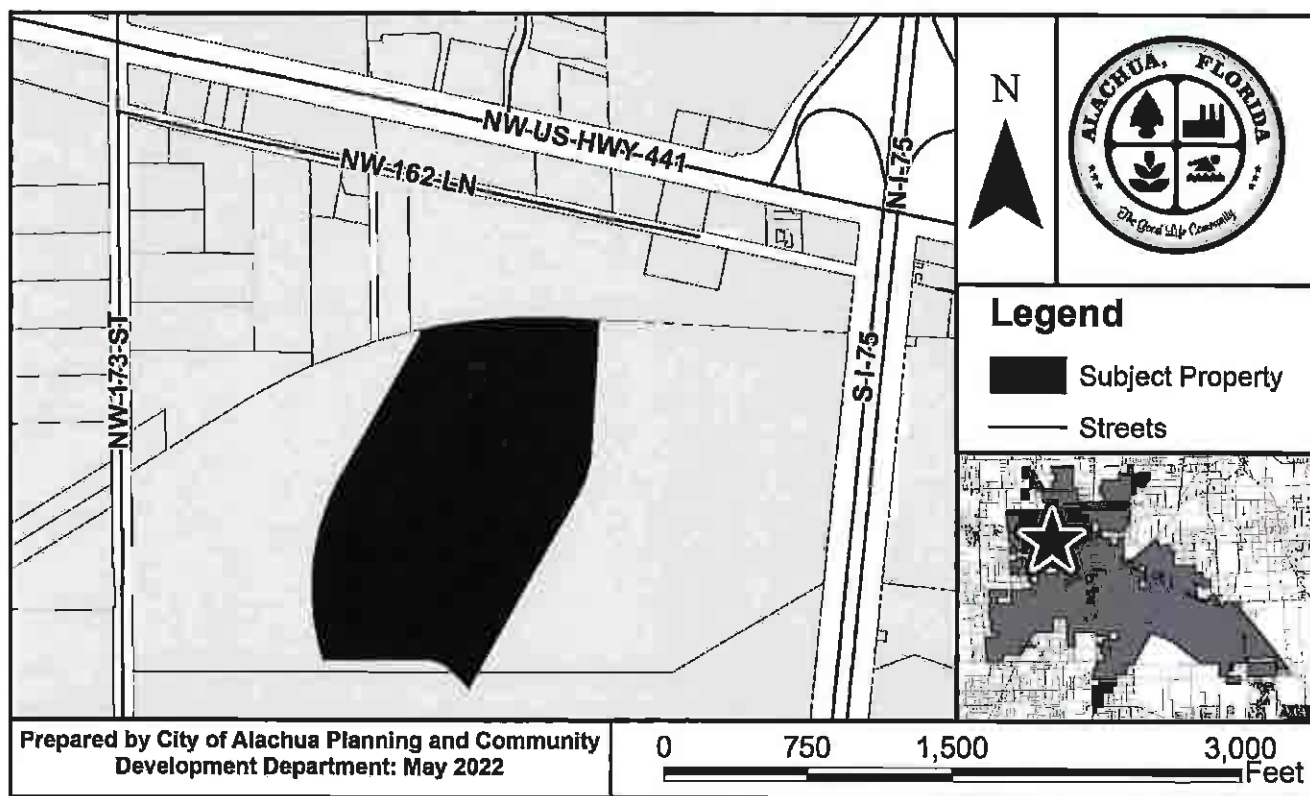 NW-US-HWY-441
NW-162-LN
NW-173-ST
N-I-75
S-I-75
N
ALACHUA, FLORIDA
The Good Life Community
Legend
Subject Property
Streets
Prepared by City of Alachua Planning and Community
Development Department: May 2022
0 750 1,500 3,000
Feet